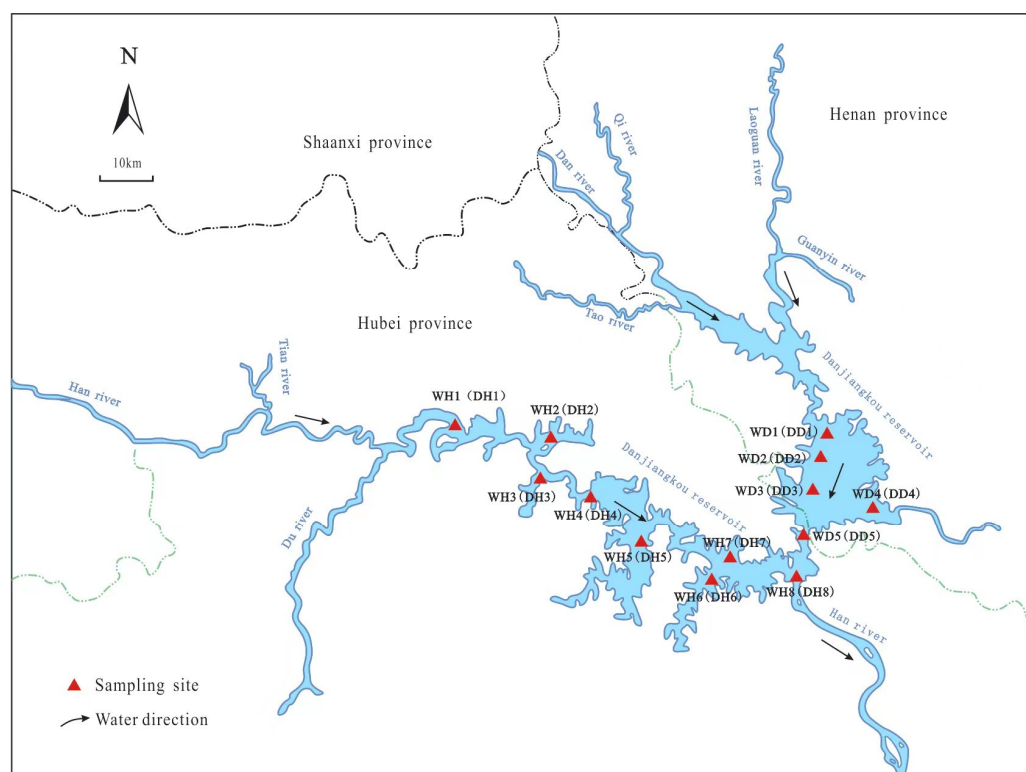 N
10km
Shaanxi province
Henan province
Hubei province
Qi river
Dan river
Laoguan river
Guanyin river
Tao river
Tian river
Han river
Du river
Danjiangkou reservoir
Danjiangkou reservoir
WH1 (DH1)
WH2 (DH2)
WH3 (DH3)
WH4 (DH4)
WH5 (DH5)
WH7 (DH7)
WH6 (DH6)
WH8 (DH8)
WD1 (DD1)
WD2 (DD2)
WD3 (DD3)
WD4 (DD4)
WD5 (DD5)
Han river
Sampling site
Water direction